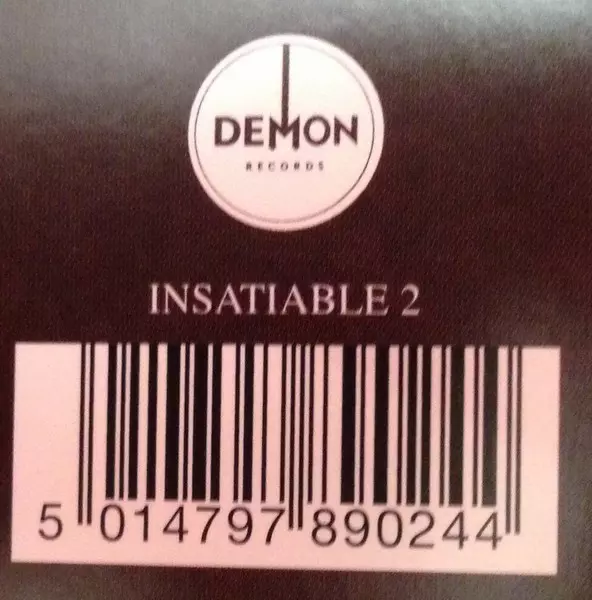 DEMON
RECORDS
INSATIABLE 2
5 014797 890244